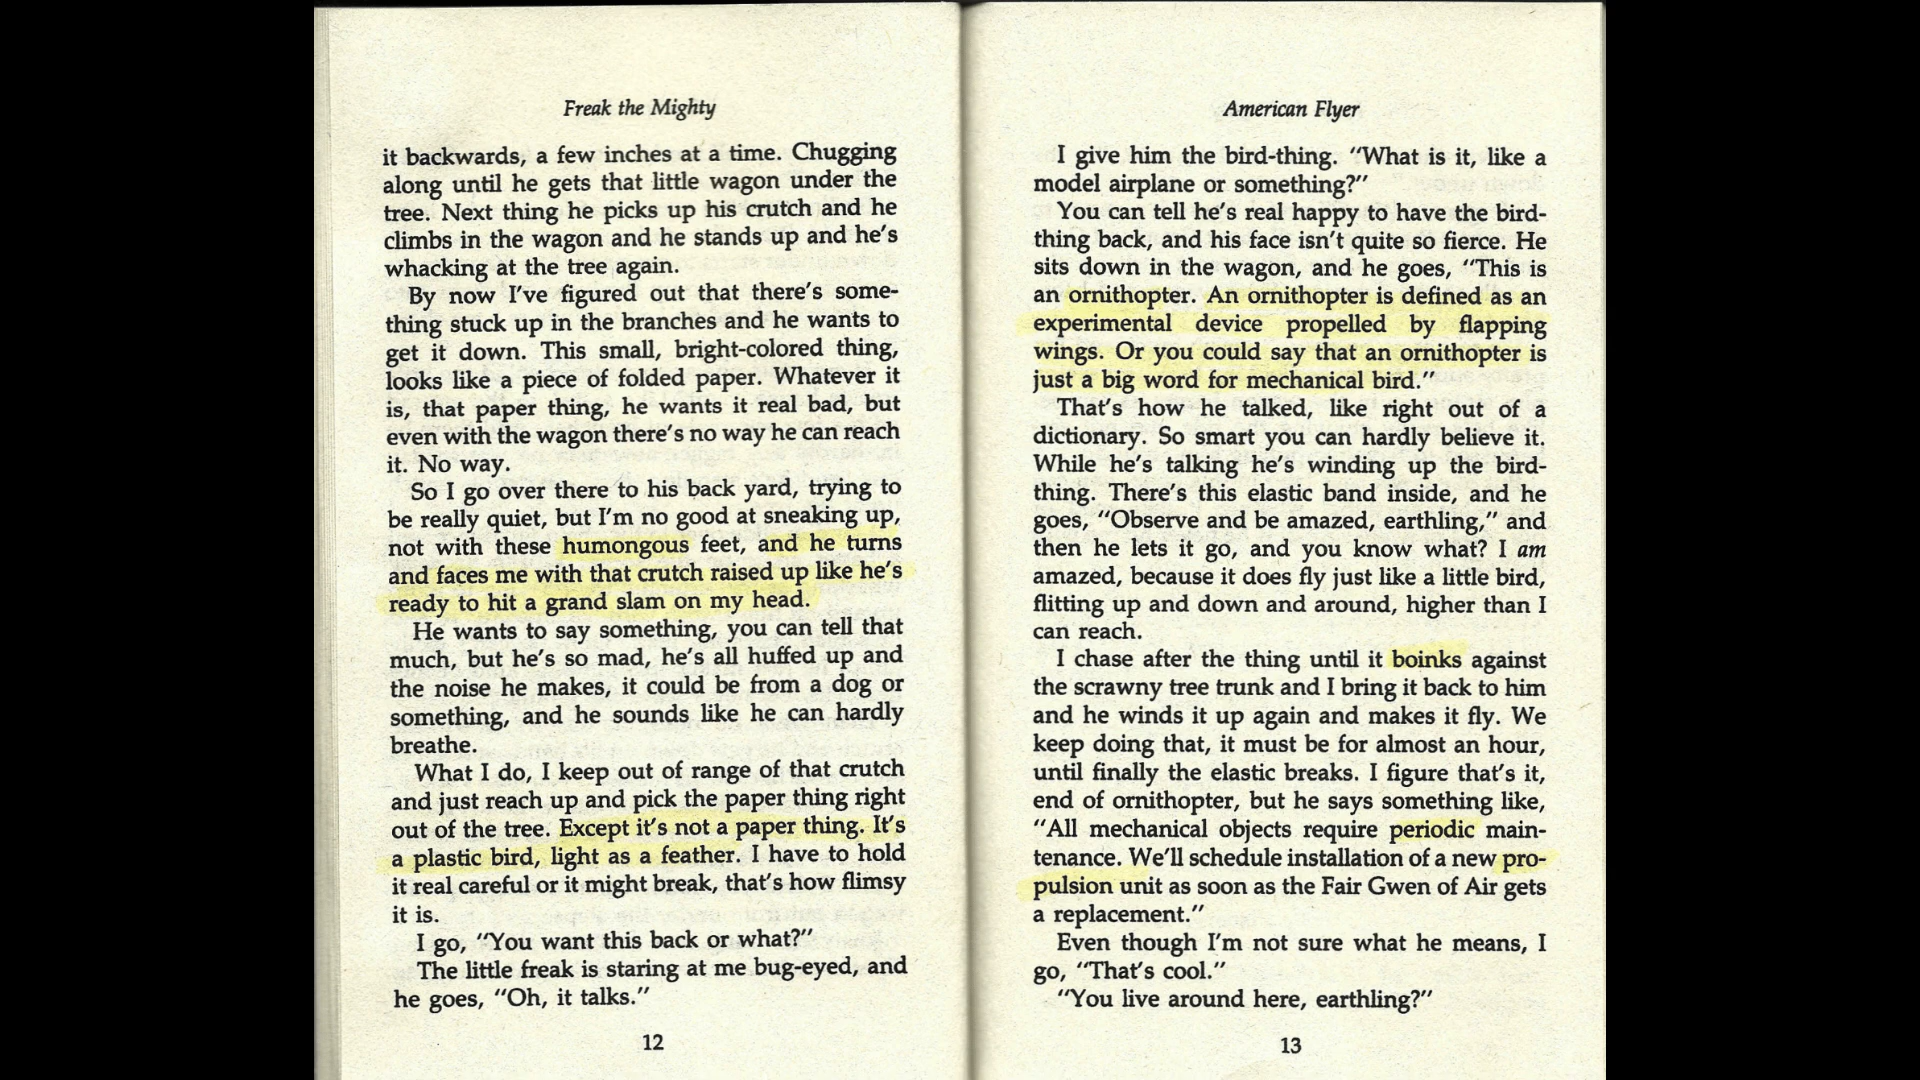 Freak the Mighty
it backwards, a few inches at a time. Chugging
along until he gets that little wagon under the
tree. Next thing he picks up his crutch and he
climbs in the wagon and he stands up and he's
whacking at the tree again.
By now I've figured out that there's some-
thing stuck up in the branches and he wants to
get it down. This small, bright-colored thing,
looks like a piece of folded paper. Whatever it
is, that paper thing, he wants it real bad, but
even with the wagon there's no way he can reach
it. No way.
So I go over there to his back yard, trying to
be really quiet, but I'm no good at sneaking up,
not with these humongous feet, and he turns
and faces me with that crutch raised up like he's
ready to hit a grand slam on my head.
He wants to say something, you can tell that
much, but he's so mad, he's all huffed up and
the noise he makes, it could be from a dog or
something, and he sounds like he can hardly
breathe.
What I do, I keep out of range of that crutch
and just reach up and pick the paper thing right
out of the tree. Except it's not a paper thing. It's
a plastic bird, light as a feather. I have to hold
it real careful or it might break, that's how flimsy
it is.
I go, "You want this back or what?"
The little freak is staring at me bug-eyed, and
he goes, "Oh, it talks."
12
American Flyer
I give him the bird-thing. "What is it, like a
model airplane or something?"
You can tell he's real happy to have the bird-
thing back, and his face isn't quite so fierce. He
sits down in the wagon, and he goes, "This is
an ornithopter. An ornithopter is defined as an
experimental device propelled by flapping
wings. Or you could say that an ornithopter is
just a big word for mechanical bird."
That's how he talked, like right out of a
dictionary. So smart you can hardly believe it.
While he's talking he's winding up the bird-
thing. There's this elastic band inside, and he
goes, "Observe and be amazed, earthling," and
then he lets it go, and you know what? I am
amazed, because it does fly just like a little bird,
flitting up and down and around, higher than I
can reach.
I chase after the thing until it boinks against
the scrawny tree trunk and I bring it back to him
and he winds it up again and makes it fly. We
keep doing that, it must be for almost an hour,
until finally the elastic breaks. I figure that's it,
end of ornithopter, but he says something like,
"All mechanical objects require periodic main-
tenance. We'll schedule installation of a new pro-
pulsion unit as soon as the Fair Gwen of Air gets
a replacement."
Even though I'm not sure what he means, I
go, "That's cool."
"You live around here, earthling?"
13